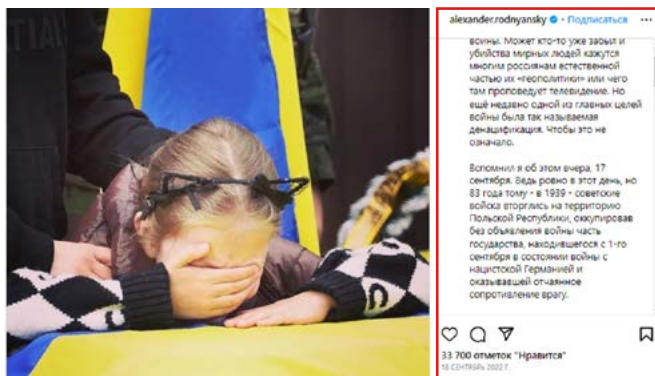 alexander.rodnyansky • Подписаться
войны. Может кто-то уже забыл и
убийства мирных людей кажутся
многим россиянам естественной
частью их «геополитики» или чего
там проповедует телевидение. Но
ещё недавно одной из главных целей
войны была так называемая
денацификация. Чтобы это не
означало.
Вспомнил я об этом вчера, 17
сентября. Ведь ровно в этот день, но
83 года тому - в 1939 - советские
войска вторглись на территорию
Польской Республики, оккупировав
без объявления войны часть
государства, находившегося с 1-го
сентября в состоянии войны с
нацистской Германией и
оказывавшей отчаянное
сопротивление врагу.
33 700 отметок "Нравится"
18 СЕНТЯБРЬ 2022 Г.